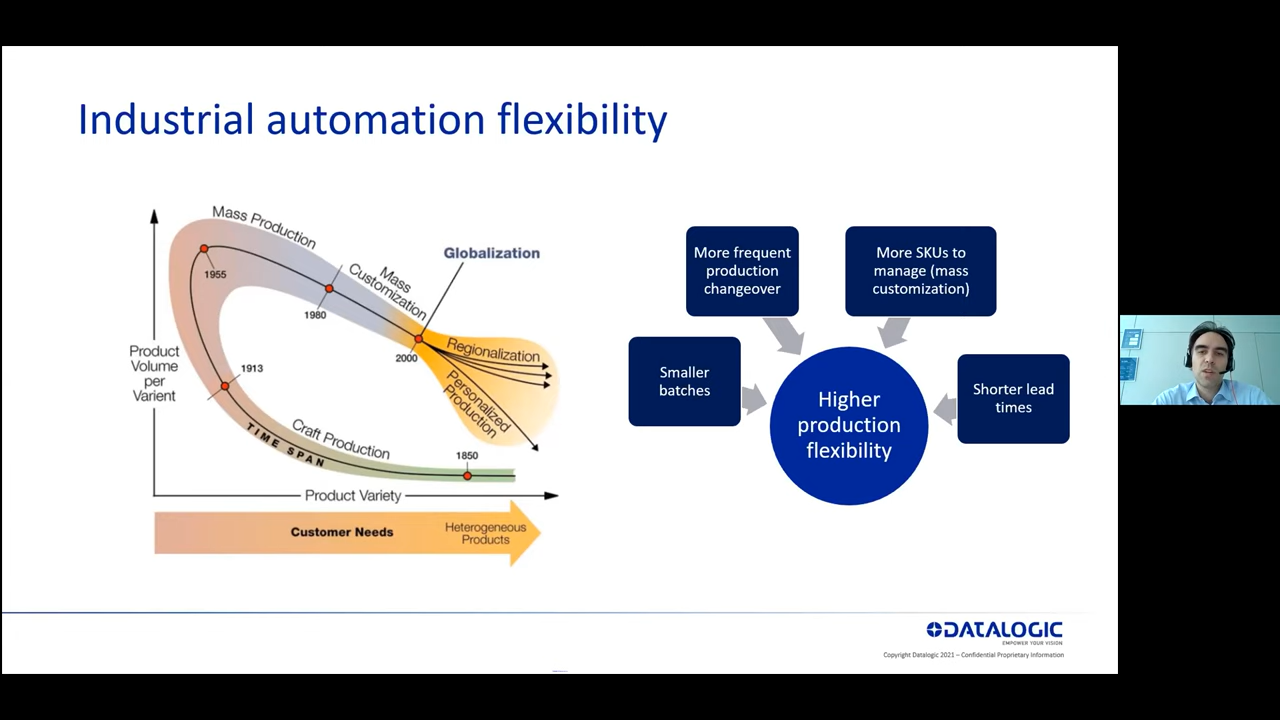 Industrial automation flexibility
Mass Production
1955
Mass
Customization
1980
Globalization
2000
Regionalization
Personalized
Production
Product
Volume
per
Varient
1913
Craft Production
TIME SPAN
1850
Product Variety
Customer Needs
Heterogeneous
Products
More frequent
production
changeover
More SKUs to
manage (mass
customization)
Smaller
batches
Shorter lead
times
Higher
production
flexibility
DATALOGIC
EMPOWER YOUR VISION
Copyright Datalogic 2021 – Confidential Proprietary Information